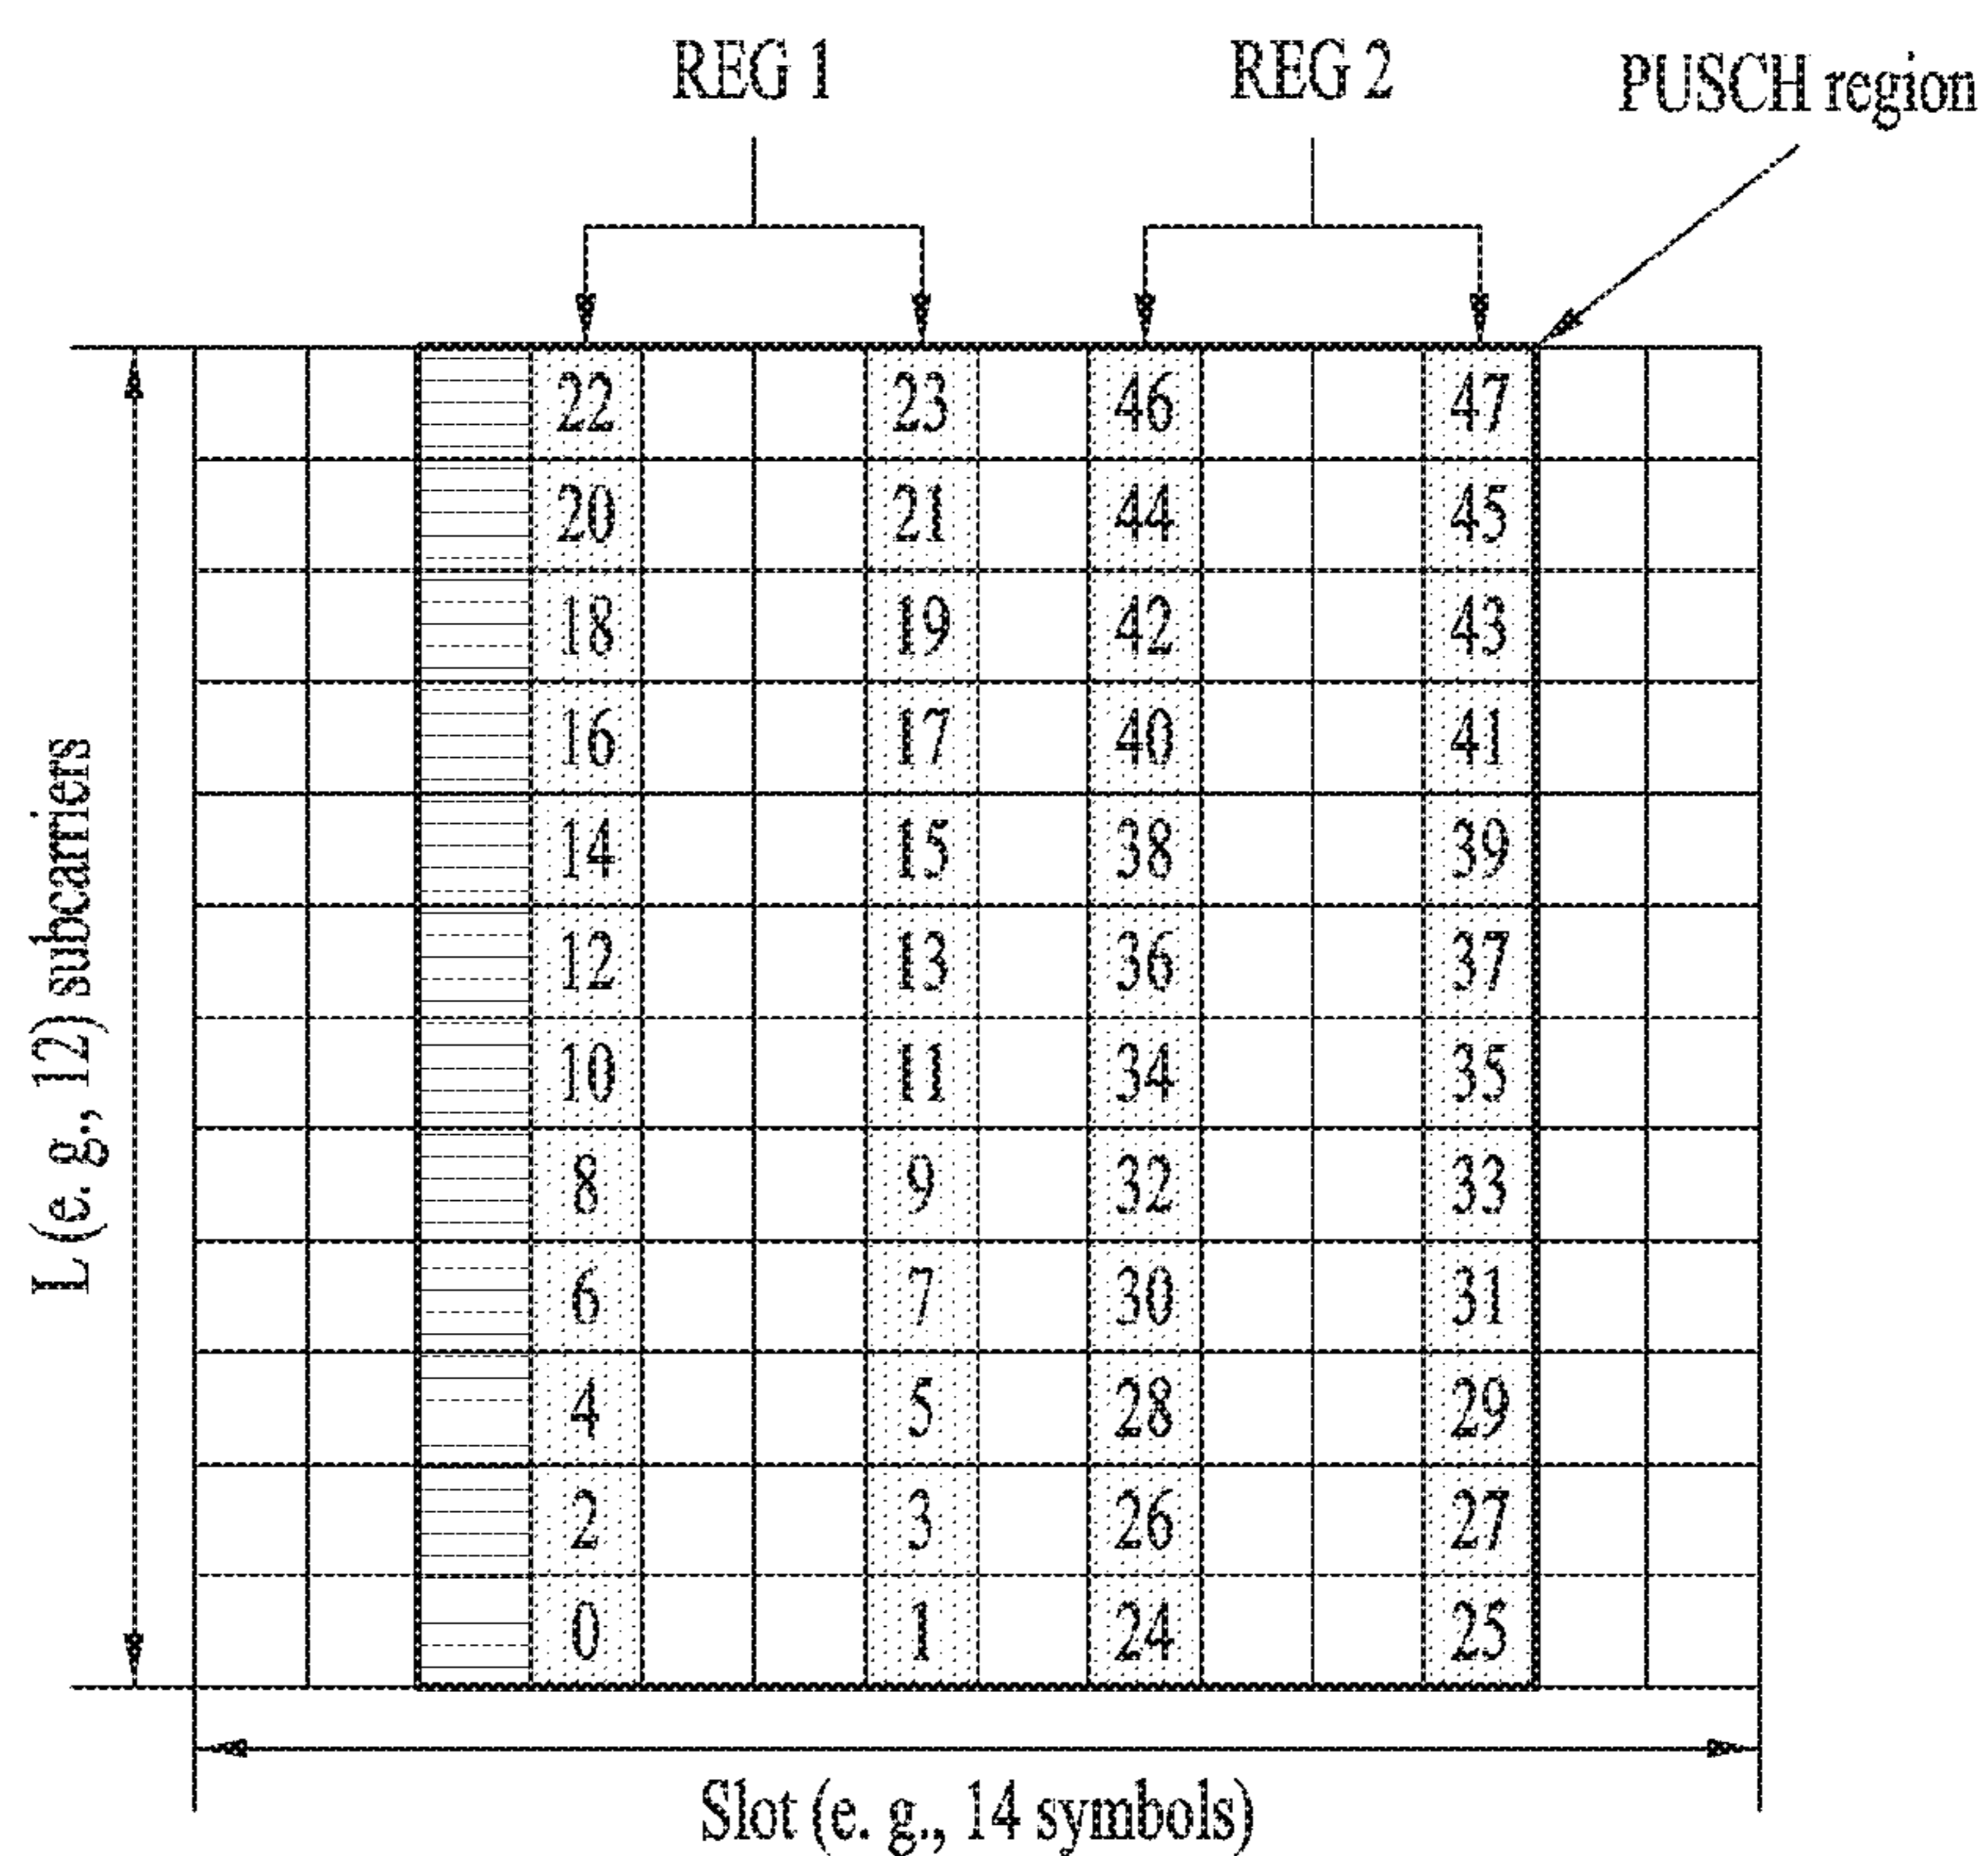 REG 1 REG 2 PUSCH region
22 23 46 47
20 21 44 45
18 19 42 43
16 17 40 41
14 15 38 39
12 13 36 37
10 11 34 35
8 9 32 33
6 7 30 31
4 5 28 29
2 3 26 27
0 1 24 25
L (e. g., 12) subcarriers
Slot (e. g., 14 symbols)